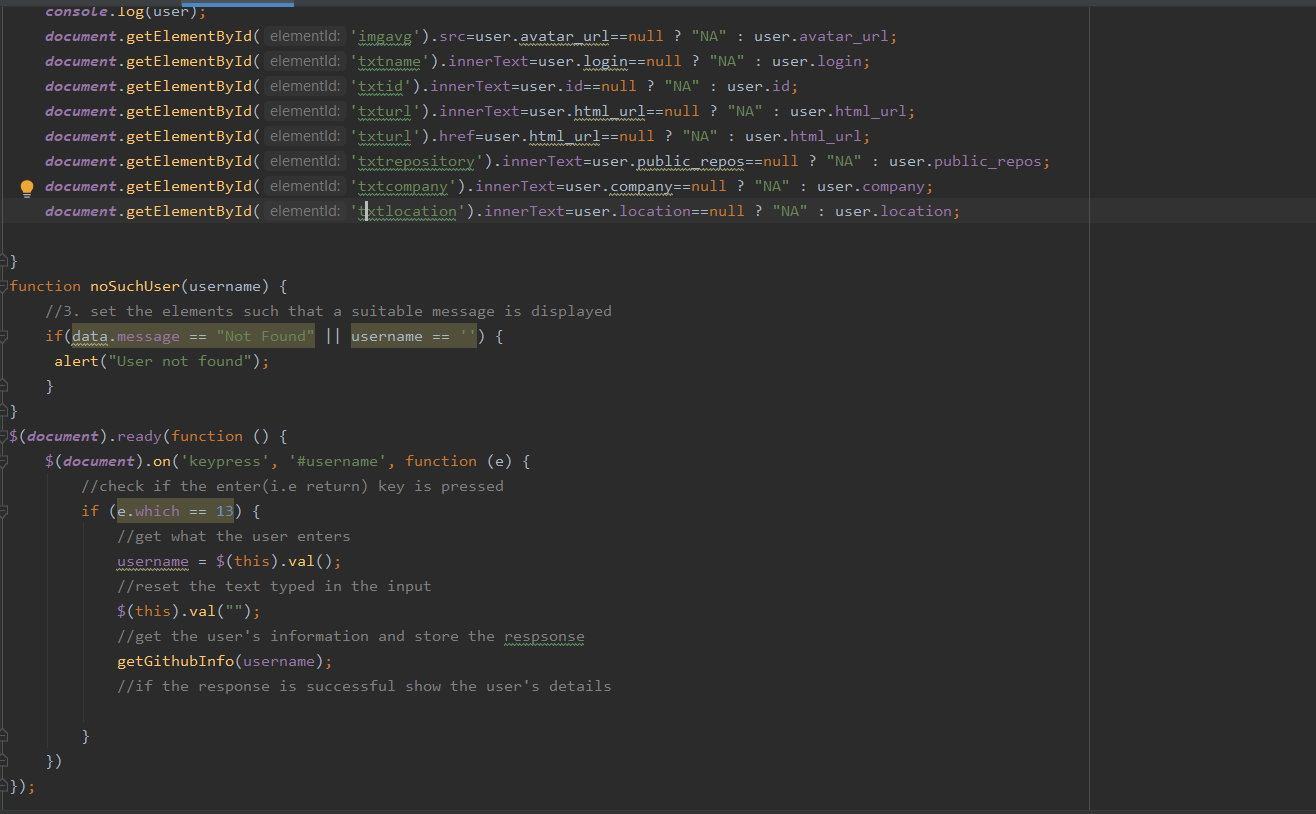 console.log(user);
document.getElementById( elementId: 'imgavg').src=user.avatar_url==null ? "NA" : user.avatar_url;
document.getElementById( elementId: 'txtname').innerText=user.login==null ? "NA" : user.login;
document.getElementById( elementId: 'txtid').innerText=user.id==null ? "NA" : user.id;
document.getElementById( elementId: 'txturl').innerText=user.html_url==null ? "NA" : user.html_url;
document.getElementById( elementId: 'txturl').href=user.html_url==null ? "NA" : user.html_url;
document.getElementById( elementId: 'txtrepository').innerText=user.public_repos==null ? "NA" : user.public_repos;
document.getElementById( elementId: 'txtcompany').innerText=user.company==null ? "NA" : user.company;
document.getElementById( elementId: 'txtlocation').innerText=user.location==null ? "NA" : user.location;
}
function noSuchUser(username) {
//3. set the elements such that a suitable message is displayed
if(data.message == "Not Found" || username == '') {
alert("User not found");
}
}
$(document).ready(function () {
$(document).on('keypress', '#username', function (e) {
//check if the enter(i.e return) key is pressed
if (e.which == 13) {
//get what the user enters
username = $(this).val();
//reset the text typed in the input
$(this).val("");
//get the user's information and store the respsonse
getGithubInfo(username);
//if the response is successful show the user's details
}
})
});